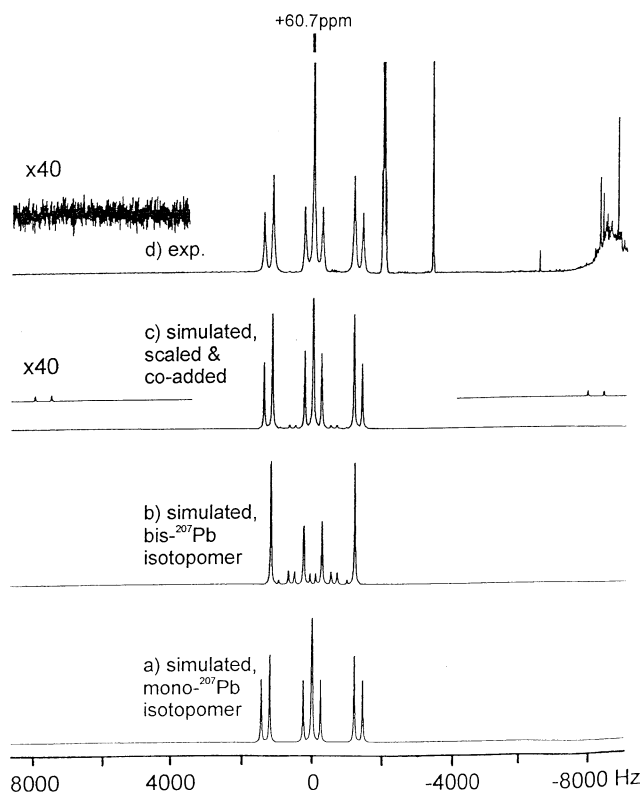 +60.7ppm
x40
d) exp.
c) simulated,
scaled &
co-added
x40
b) simulated,
bis-²⁰⁷Pb
isotopomer
a) simulated,
mono-²⁰⁷Pb
isotopomer
8000 4000 0 -4000 -8000 Hz